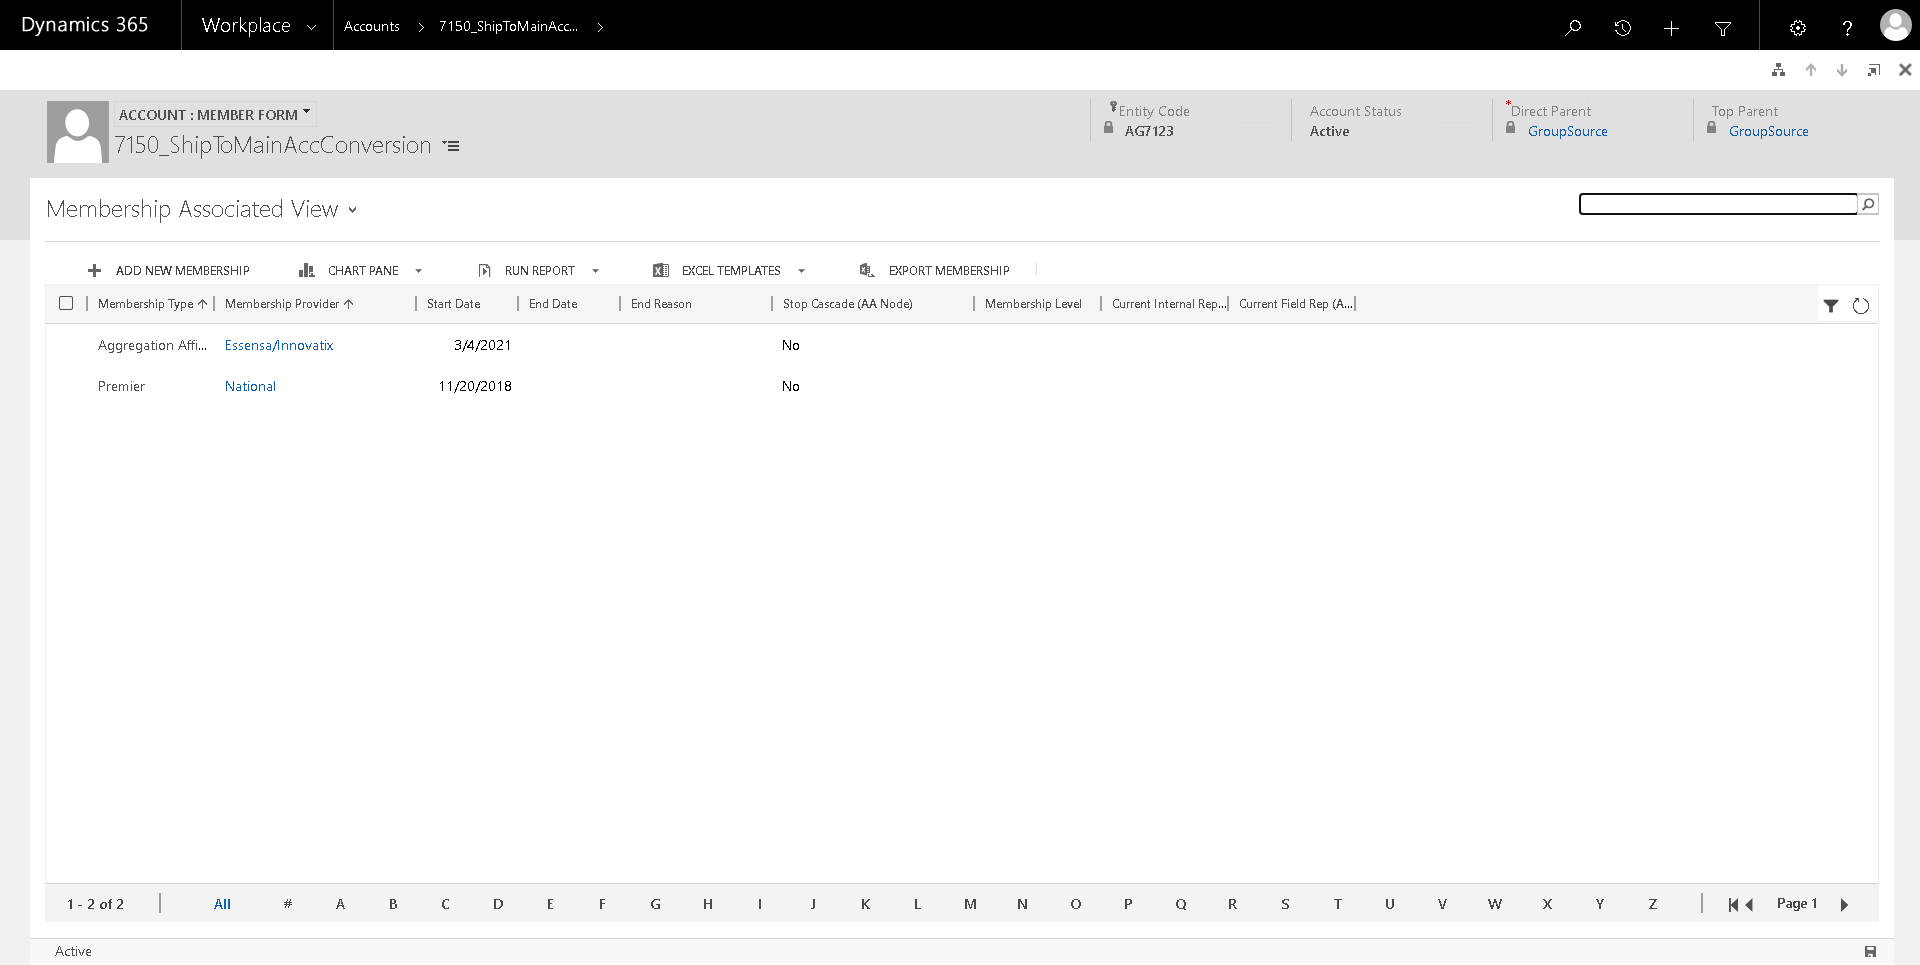 Dynamics 365
Workplace
Accounts
7150_ShipToMainAcc...
ACCOUNT : MEMBER FORM
7150_ShipToMainAccConversion
Entity Code
AG7123
Account Status
Active
*Direct Parent
GroupSource
Top Parent
GroupSource
Membership Associated View
ADD NEW MEMBERSHIP
CHART PANE
RUN REPORT
EXCEL TEMPLATES
EXPORT MEMBERSHIP
Membership Type ↑ Membership Provider ↑ Start Date End Date End Reason Stop Cascade (AA Node) Membership Level Current Internal Rep... Current Field Rep (A...
Aggregation Affi... Essensa/Innovatix 3/4/2021 No
Premier National 11/20/2018 No
1 - 2 of 2 All # A B C D E F G H I J K L M N O P Q R S T U V W X Y Z Page 1
Active